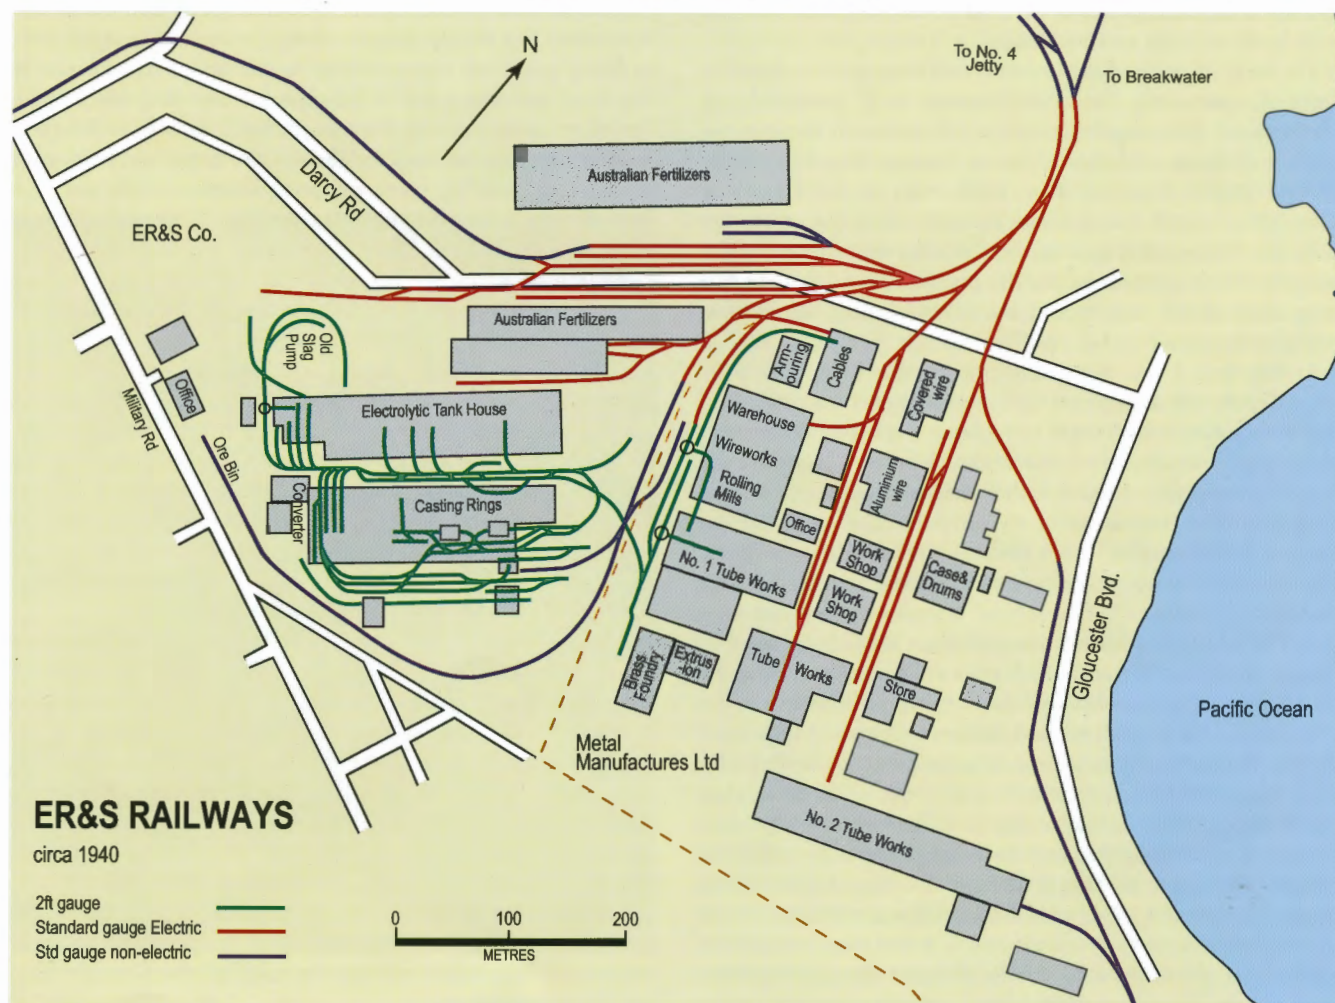 N
To No. 4
Jetty
To Breakwater
Australian Fertilizers
Darcy Rd
ER&S Co.
Australian Fertilizers
Old
Slag
Pump
Arm-
ouring
Cables
Covered
wire
Office
Military Rd
Electrolytic Tank House
Warehouse
Ore Bin
Wireworks
Rolling
Mills
Aluminium
wire
Converter
Casting Rings
Office
No. 1 Tube Works
Work
Shop
Case&
Drums
Work
Shop
Gloucester Bvd.
Brass
Foundry
Extrus
-ion
Tube Works
Store
Pacific Ocean
Metal
Manufactures Ltd
No. 2 Tube Works
ER&S RAILWAYS
circa 1940
2ft gauge
Standard gauge Electric
Std gauge non-electric
0 100 200
METRES